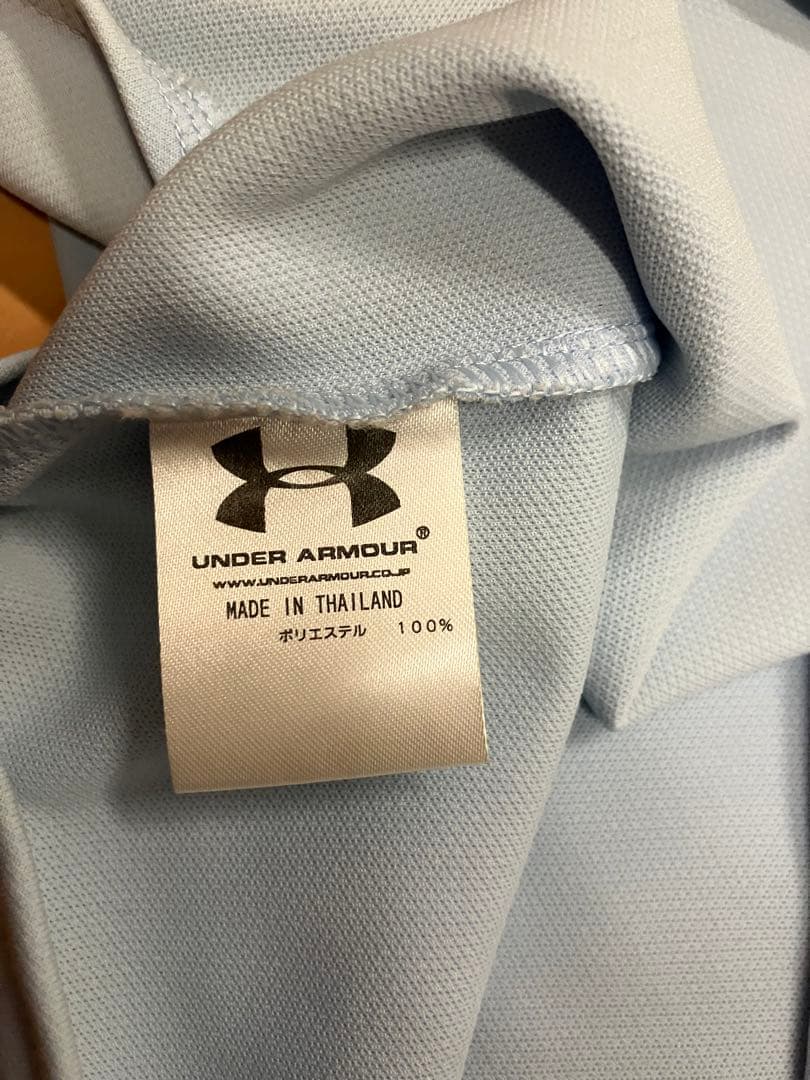 UNDER ARMOUR®
WWW.UNDERARMOUR.CO.JP
MADE IN THAILAND
ポリエステル 100%